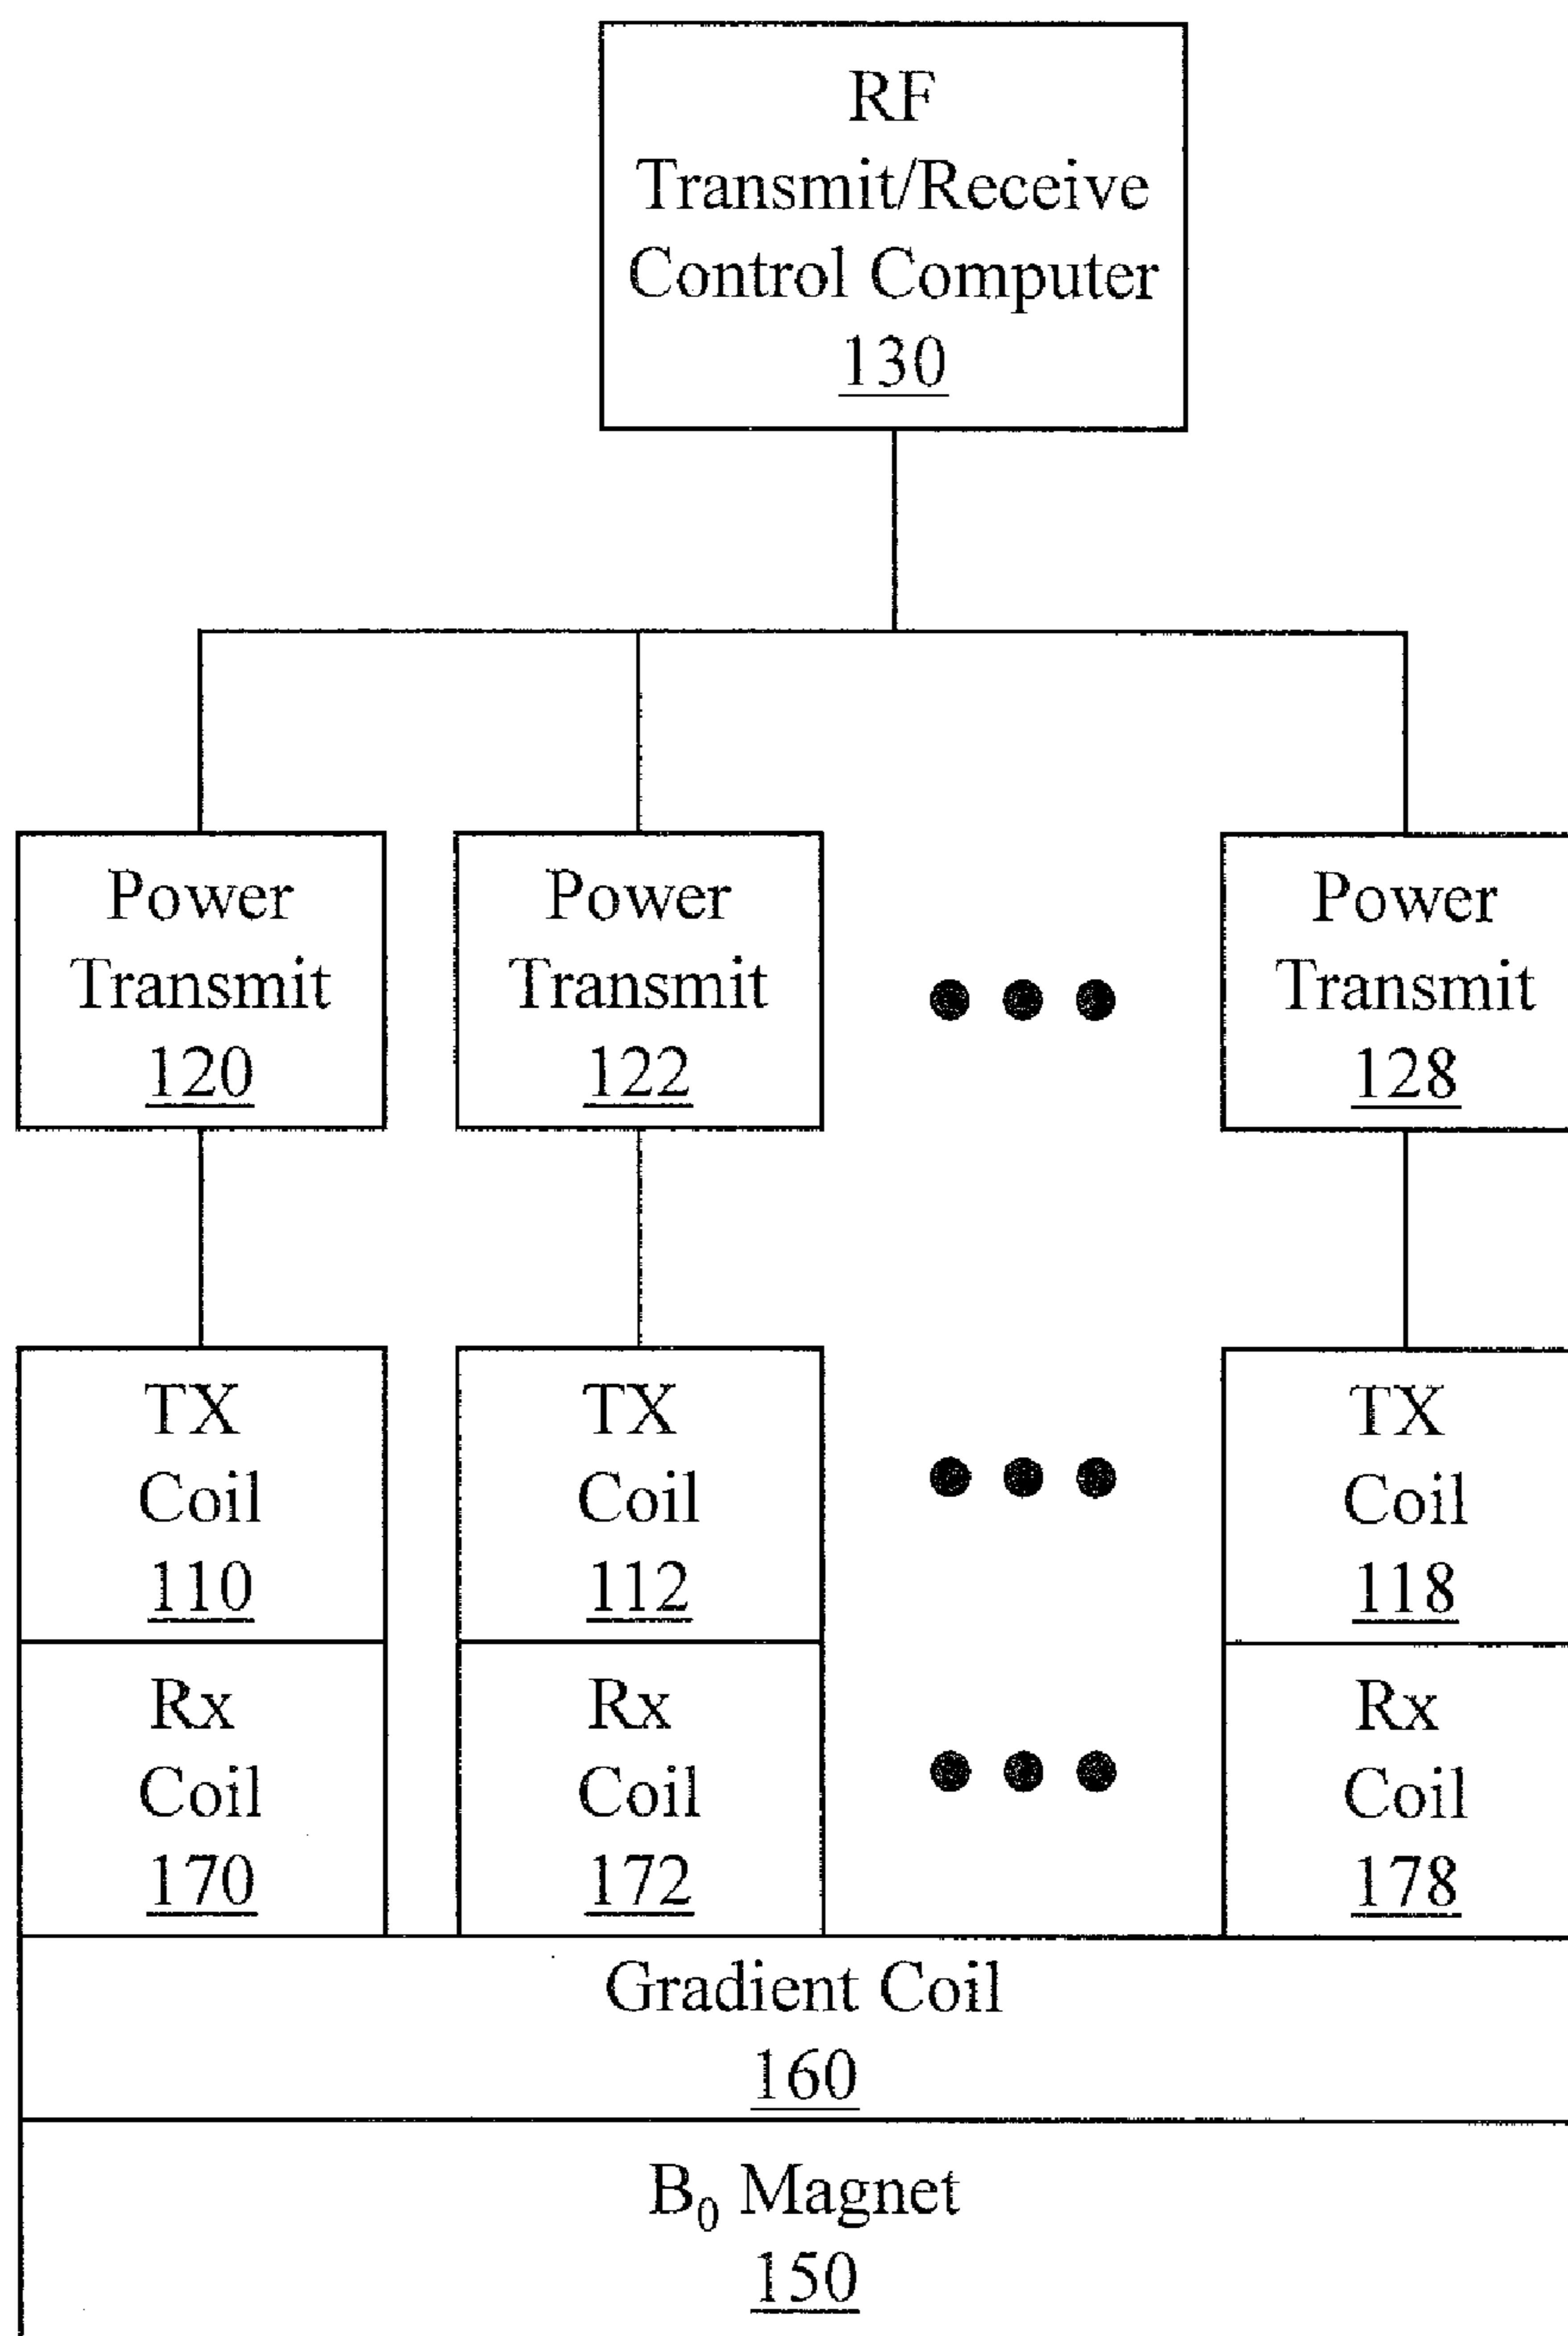 RF
Transmit/Receive
Control Computer
130
Power
Transmit
120
Power
Transmit
122
Power
Transmit
128
TX
Coil
110
TX
Coil
112
TX
Coil
118
Rx
Coil
170
Rx
Coil
172
Rx
Coil
178
Gradient Coil
160
B₀ Magnet
150